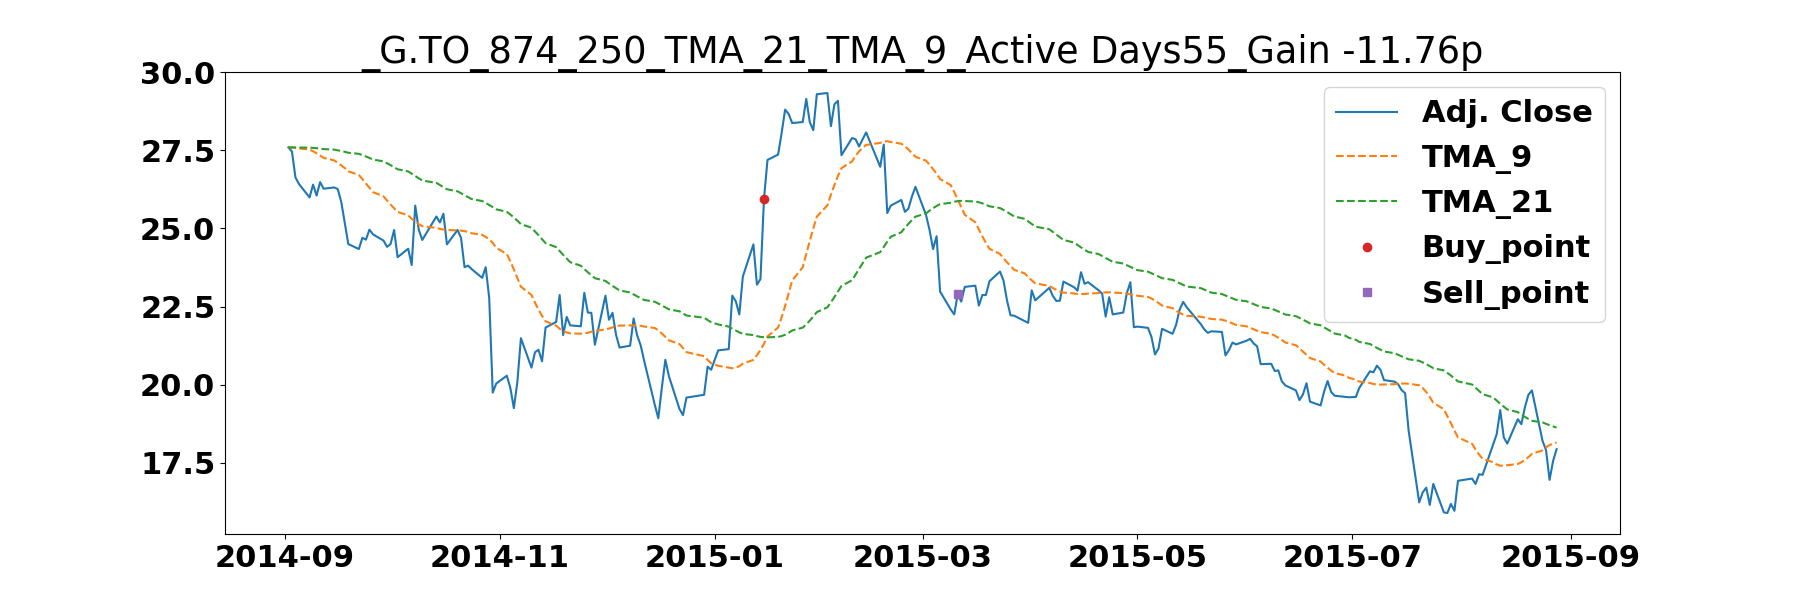 _G.TO_874_250_TMA_21_TMA_9_Active Days55_Gain -11.76p
30.0
27.5
25.0
22.5
20.0
17.5
Adj. Close
TMA_9
TMA_21
Buy_point
Sell_point
2014-09 2014-11 2015-01 2015-03 2015-05 2015-07 2015-09